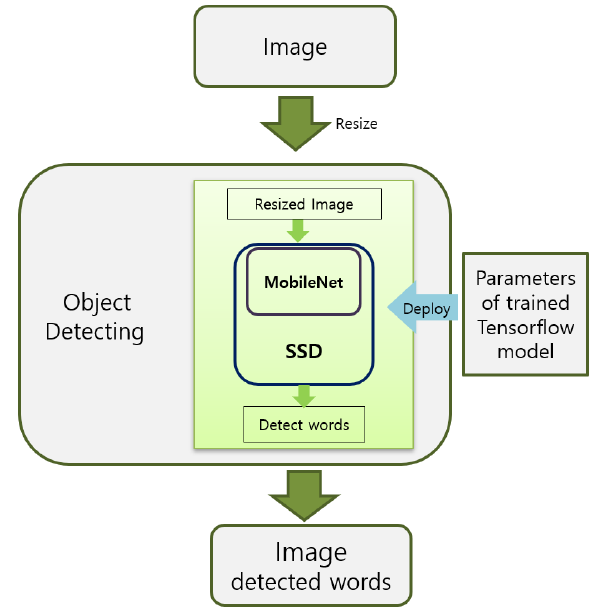 Image
Resize
Resized Image
MobileNet
SSD
Detect words
Object
Detecting
Deploy
Parameters
of trained
Tensorflow
model
Image
detected words